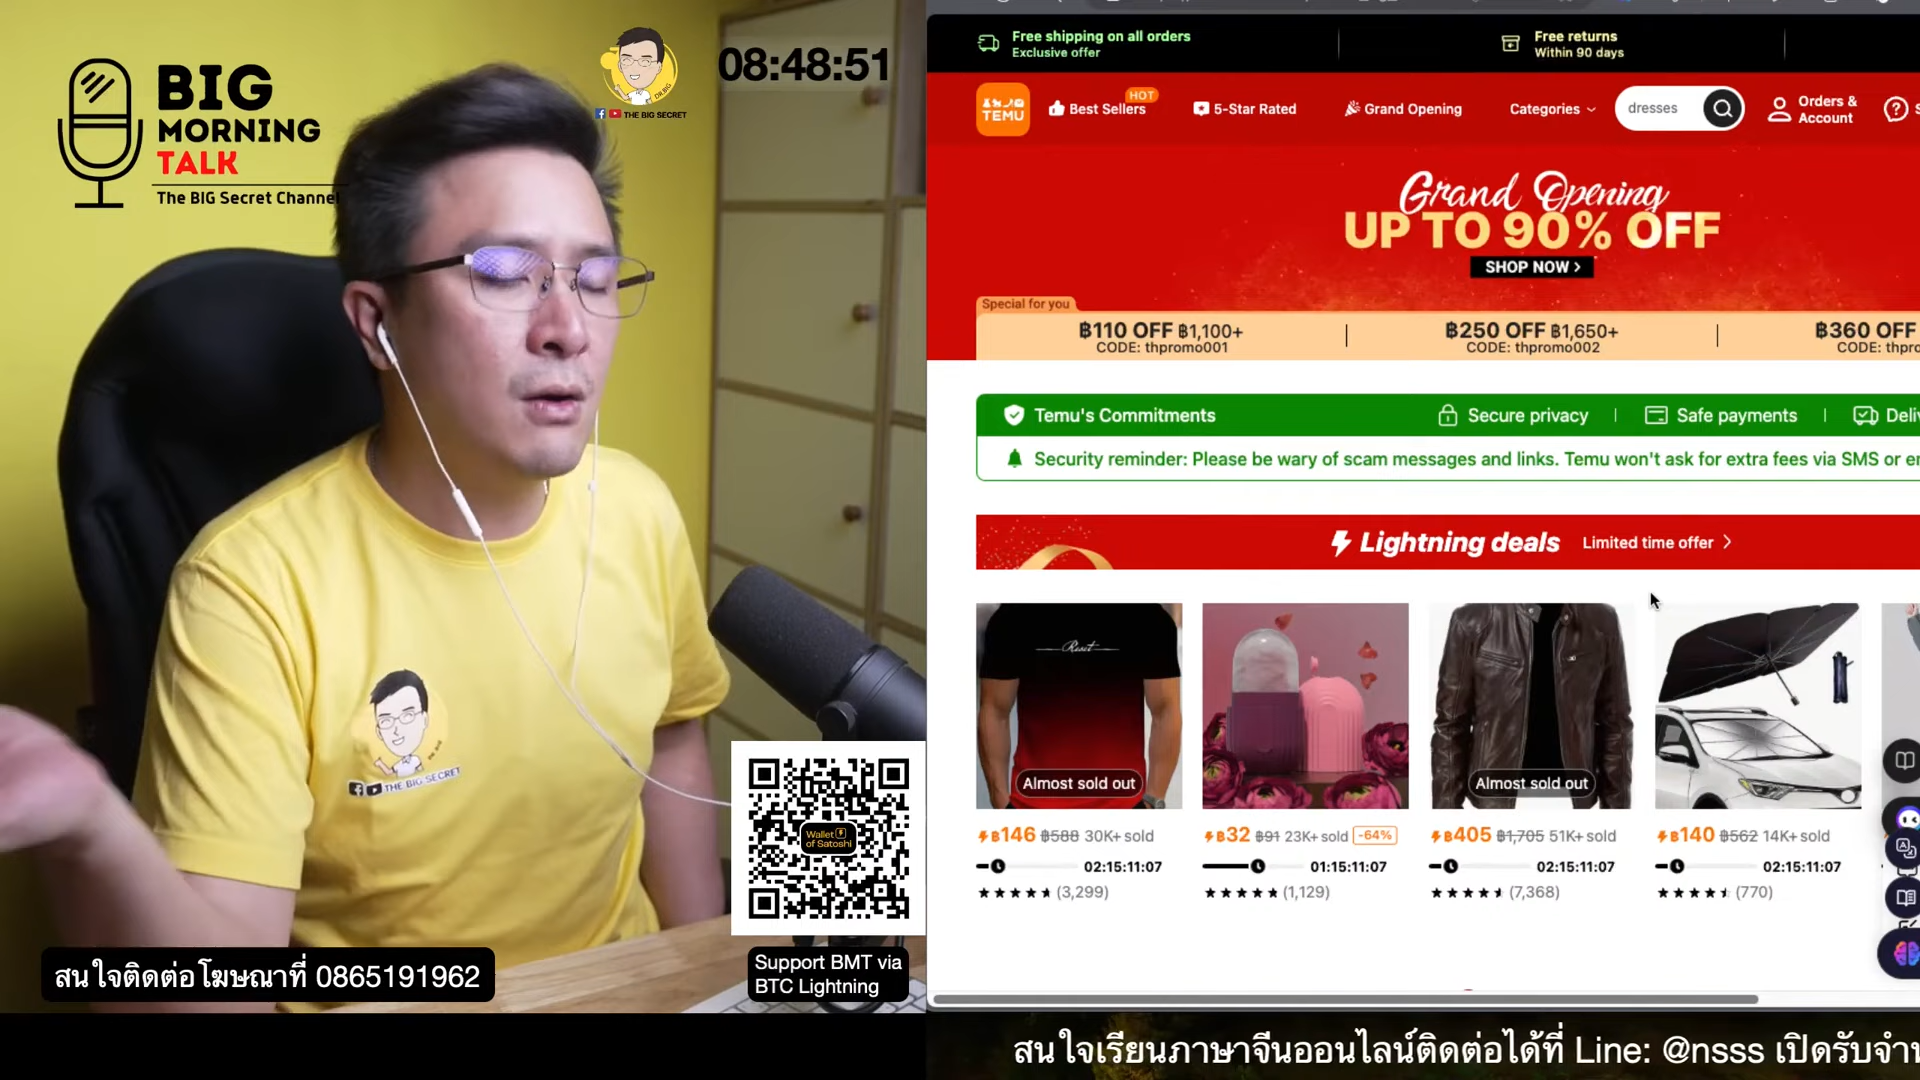 BIG
MORNING
TALK
The BIG Secret Channel
THE BIG SECRET
08:48:51
THE BIG SECRET
Wallet
of Satoshi
Support BMT via
BTC Lightning
สนใจติดต่อโฆษณาที่ 0865191962
Free shipping on all orders
Exclusive offer
Free returns
Within 90 days
TEMU
Best Sellers
HOT
5-Star Rated
Grand Opening
Categories
dresses
Orders &
Account
Grand Opening
UP TO 90% OFF
SHOP NOW >
Special for you
฿110 OFF ฿1,100+
CODE: thpromo001
฿250 OFF ฿1,650+
CODE: thpromo002
฿360 OFF
CODE: thpro
Temu's Commitments
Secure privacy
Safe payments
Deli
Security reminder: Please be wary of scam messages and links. Temu won't ask for extra fees via SMS or e
Lightning deals
Limited time offer >
Reset
Almost sold out
Almost sold out
฿146 ฿588 30K+ sold
฿32 ฿91 23K+ sold -64%
฿405 ฿1,705 51K+ sold
฿140 ฿562 14K+ sold
02:15:11:07
01:15:11:07
02:15:11:07
02:15:11:07
(3,299)
(1,129)
(7,368)
(770)
สนใจเรียนภาษาจีนออนไลน์ติดต่อได้ที่ Line: @nsss เปิดรับจำน